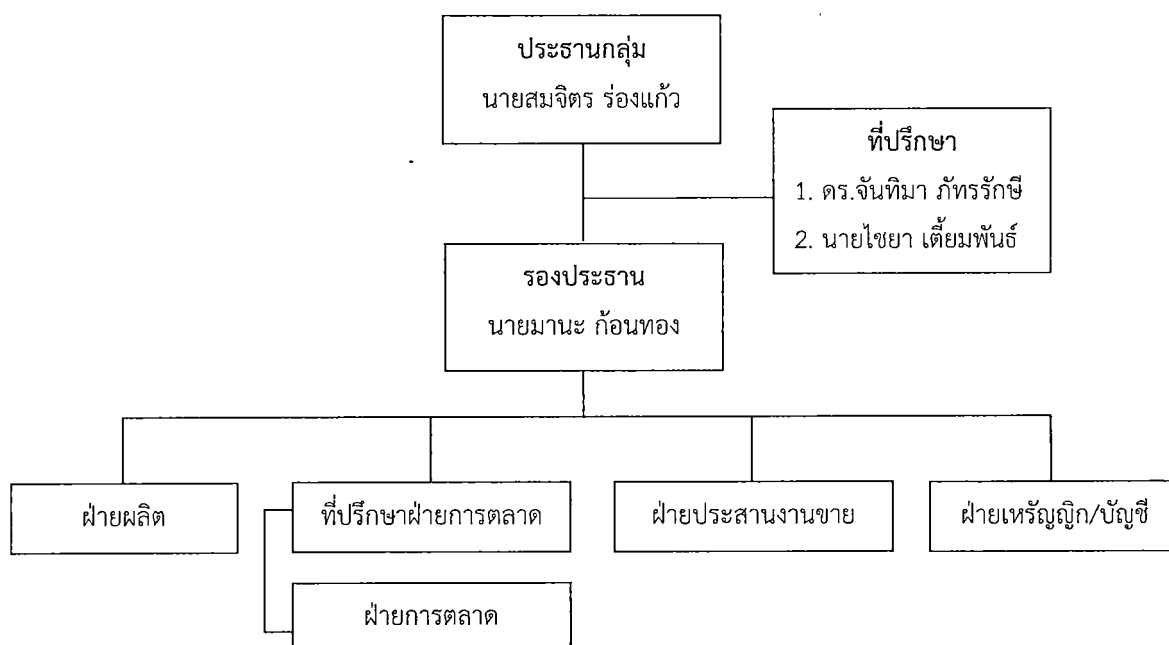 ประธานกลุ่ม
นายสมจิตร ร่องแก้ว
ที่ปรึกษา
1. ดร.จันทิมา ภัทรรักษี
2. นายไชยา เตี้ยมพันธ์
รองประธาน
นายมานะ ก้อนทอง
ฝ่ายผลิต
ที่ปรึกษาฝ่ายการตลาด
ฝ่ายประสานงานขาย
ฝ่ายเหรัญญิก/บัญชี
ฝ่ายการตลาด